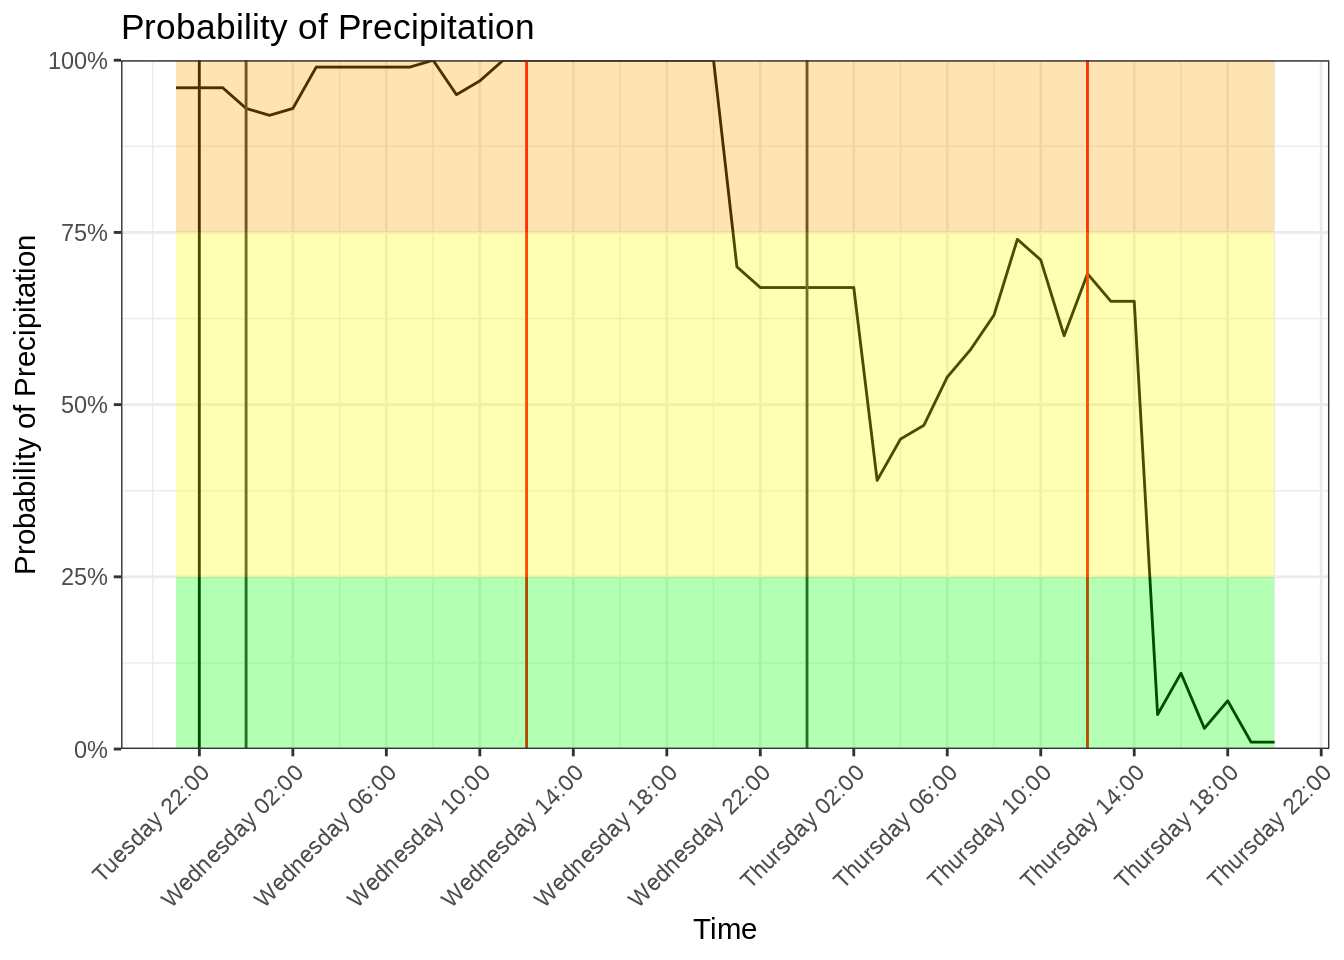 Probability of Precipitation
Probability of Precipitation
100%
75%
50%
25%
0%
Tuesday 22:00
Wednesday 02:00
Wednesday 06:00
Wednesday 10:00
Wednesday 14:00
Wednesday 18:00
Wednesday 22:00
Thursday 02:00
Thursday 06:00
Thursday 10:00
Thursday 14:00
Thursday 18:00
Thursday 22:00
Time